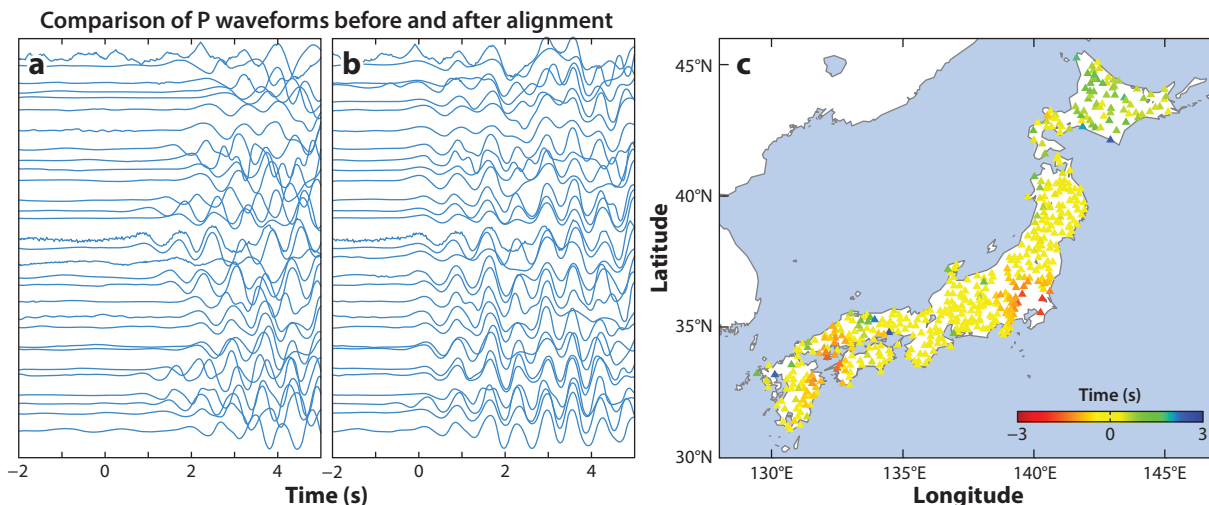 Comparison of P waveforms before and after alignment
a
b
c
−2 0 2 4
−2 0 2 4
Time (s)
45°N
40°N
35°N
30°N
Latitude
130°E 135°E 140°E 145°E
Longitude
Time (s)
−3 0 3